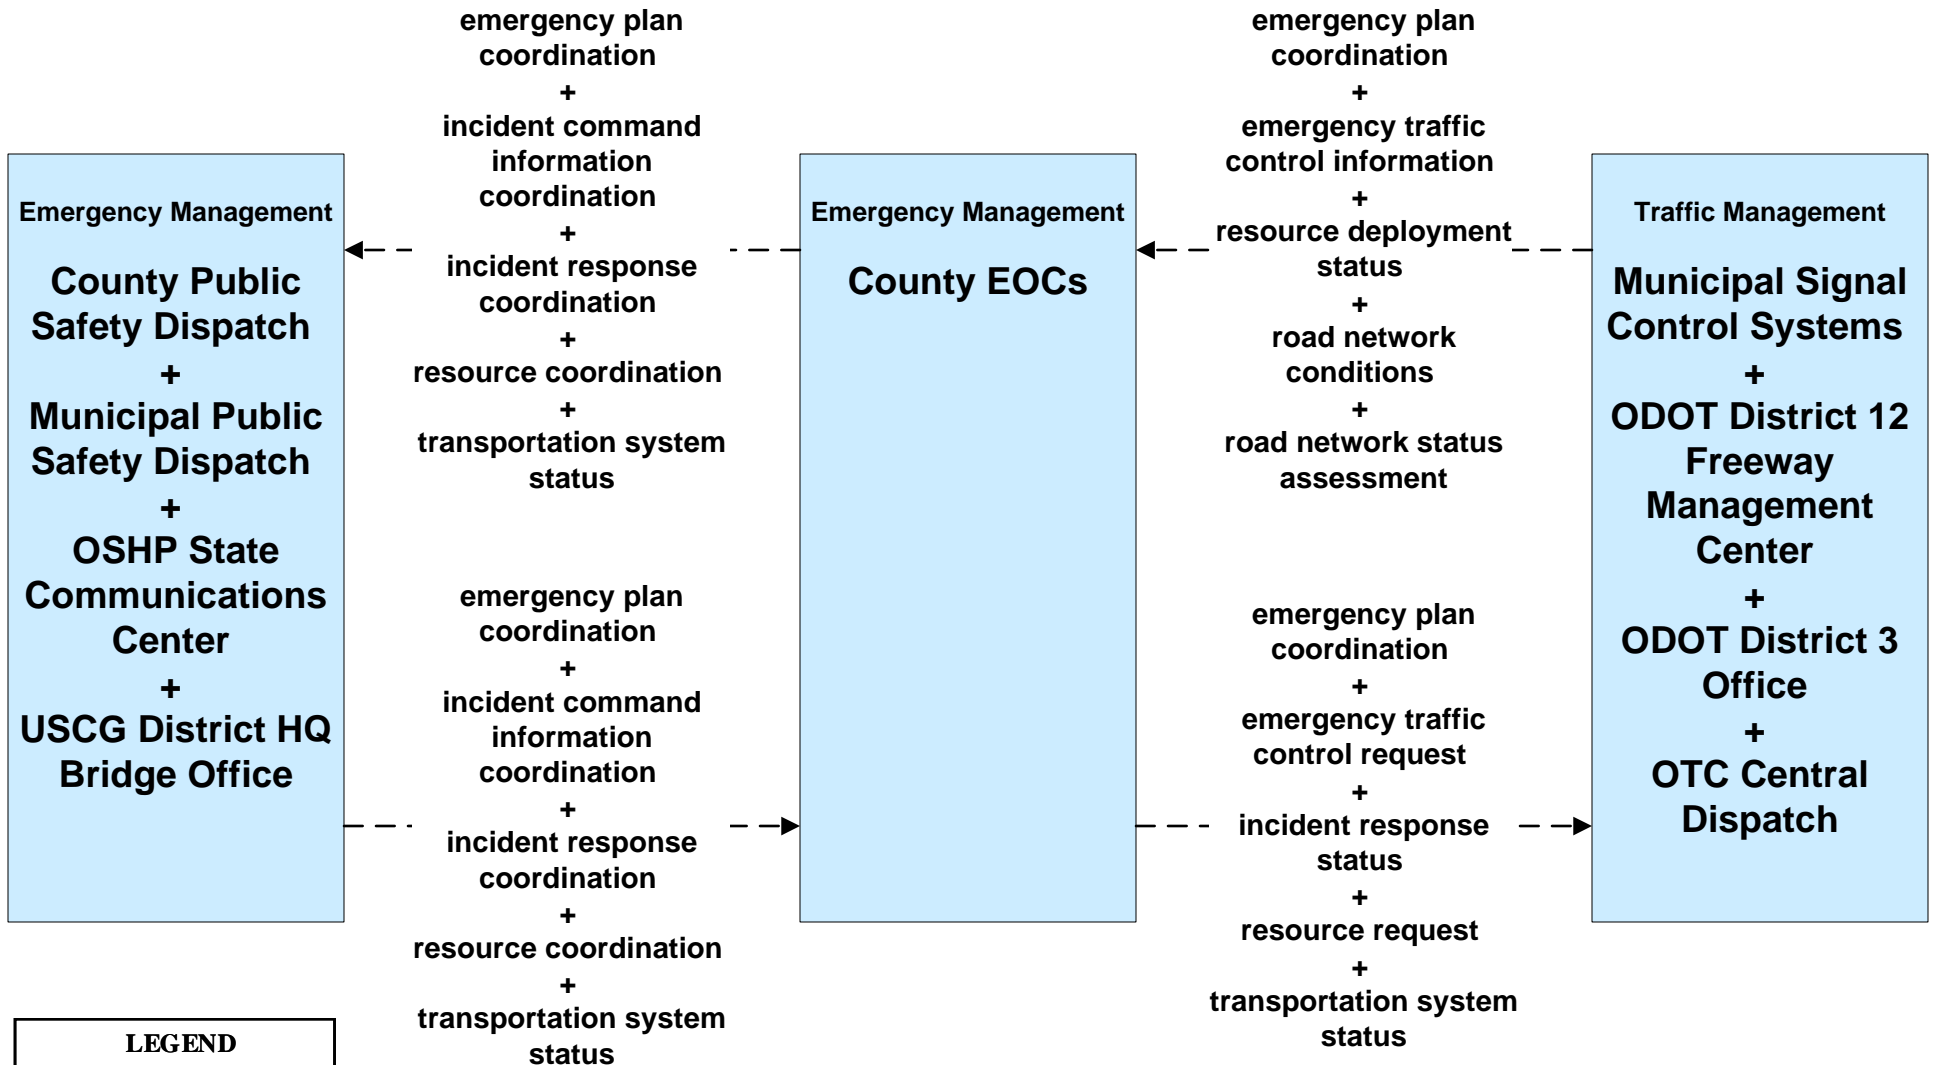 Emergency Management
County Public
Safety Dispatch
+
Municipal Public
Safety Dispatch
+
OSHP State
Communications
Center
+
USCG District HQ
Bridge Office
emergency plan
coordination
+
incident command
information
coordination
+
incident response
coordination
+
resource coordination
+
transportation system
status
emergency plan
coordination
+
incident command
information
coordination
+
incident response
coordination
+
resource coordination
+
transportation system
status
Emergency Management
County EOCs
emergency plan
coordination
+
emergency traffic
control information
+
resource deployment
status
+
road network
conditions
+
road network status
assessment
emergency plan
coordination
+
emergency traffic
control request
+
incident response
status
+
resource request
+
transportation system
status
Traffic Management
Municipal Signal
Control Systems
+
ODOT District 12
Freeway
Management
Center
+
ODOT District 3
Office
+
OTC Central
Dispatch
LEGEND